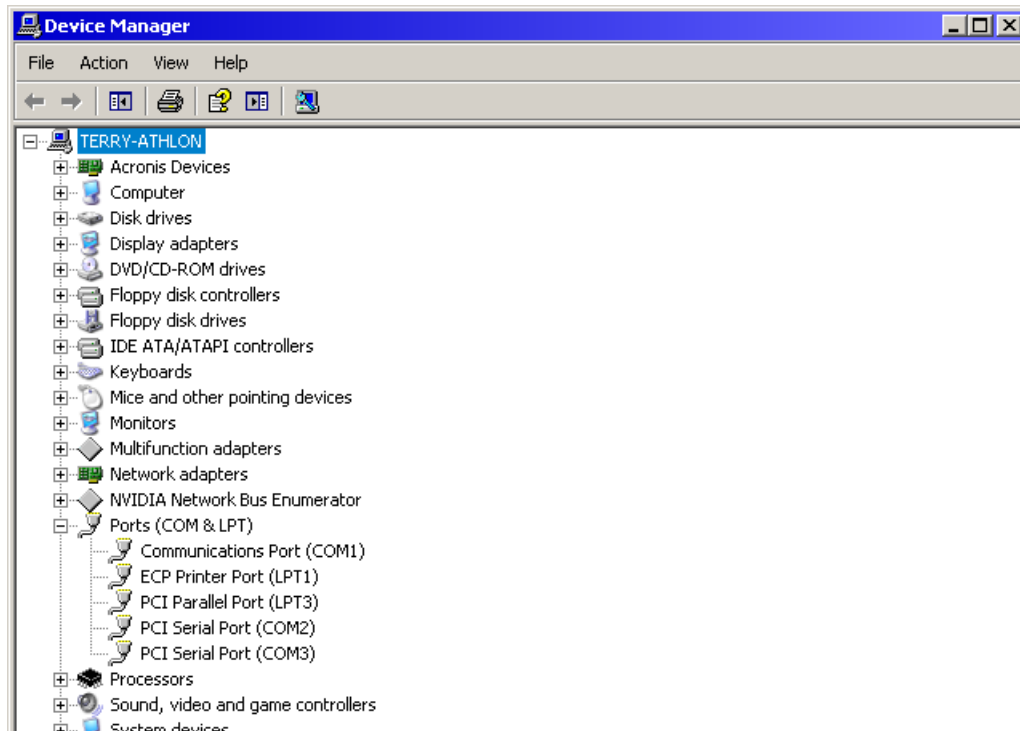 Device Manager
File Action View Help
TERRY-ATHLON
Acronis Devices
Computer
Disk drives
Display adapters
DVD/CD-ROM drives
Floppy disk controllers
Floppy disk drives
IDE ATA/ATAPI controllers
Keyboards
Mice and other pointing devices
Monitors
Multifunction adapters
Network adapters
NVIDIA Network Bus Enumerator
Ports (COM & LPT)
Communications Port (COM1)
ECP Printer Port (LPT1)
PCI Parallel Port (LPT3)
PCI Serial Port (COM2)
PCI Serial Port (COM3)
Processors
Sound, video and game controllers
System devices